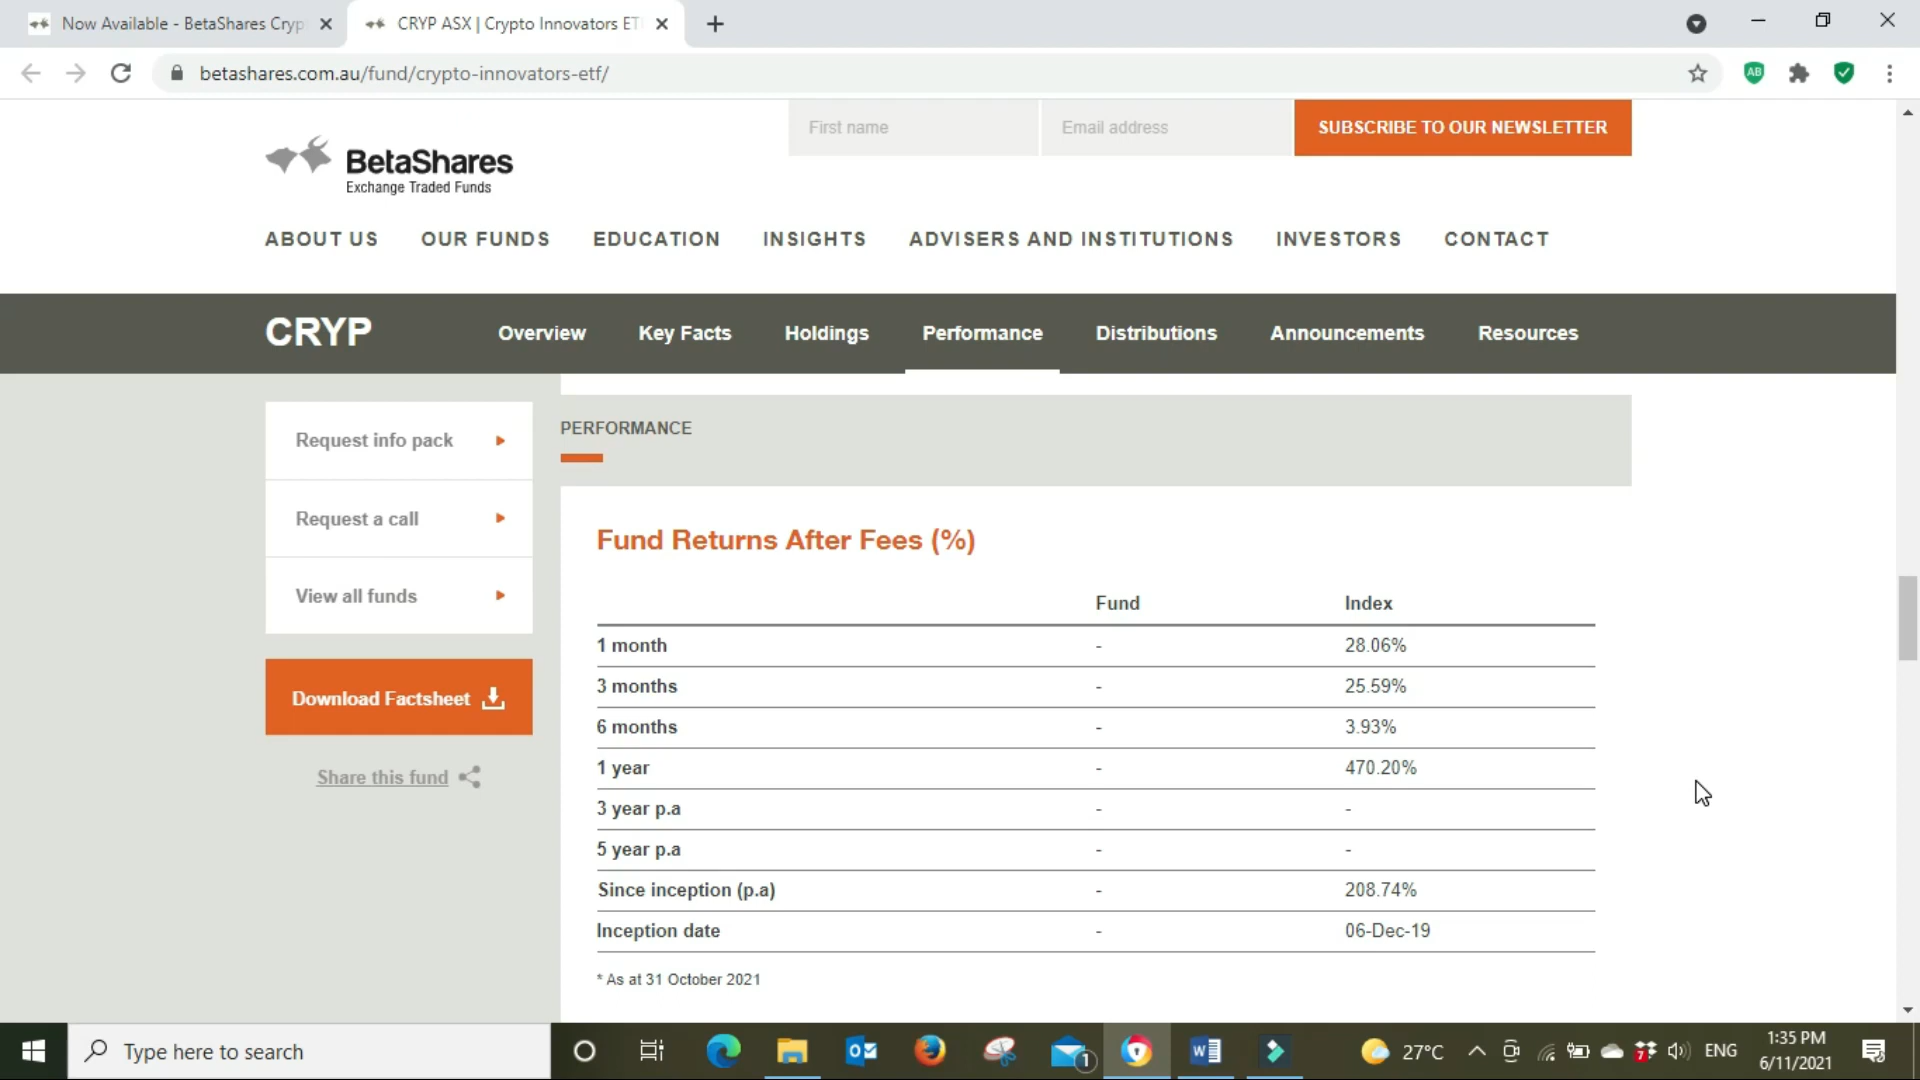 Now Available - BetaShares Cryp
CRYP ASX | Crypto Innovators ET
betashares.com.au/fund/crypto-innovators-etf/
AB
First name
Email address
SUBSCRIBE TO OUR NEWSLETTER
BetaShares
Exchange Traded Funds
ABOUT US OUR FUNDS EDUCATION INSIGHTS ADVISERS AND INSTITUTIONS INVESTORS CONTACT
CRYP Overview Key Facts Holdings Performance Distributions Announcements Resources
Request info pack
Request a call
View all funds
Download Factsheet
Share this fund
PERFORMANCE
Fund Returns After Fees (%)
Fund Index
1 month - 28.06%
3 months - 25.59%
6 months - 3.93%
1 year - 470.20%
3 year p.a - -
5 year p.a - -
Since inception (p.a) - 208.74%
Inception date - 06-Dec-19
* As at 31 October 2021
Type here to search
1
27°C
7
ENG
1:35 PM
6/11/2021